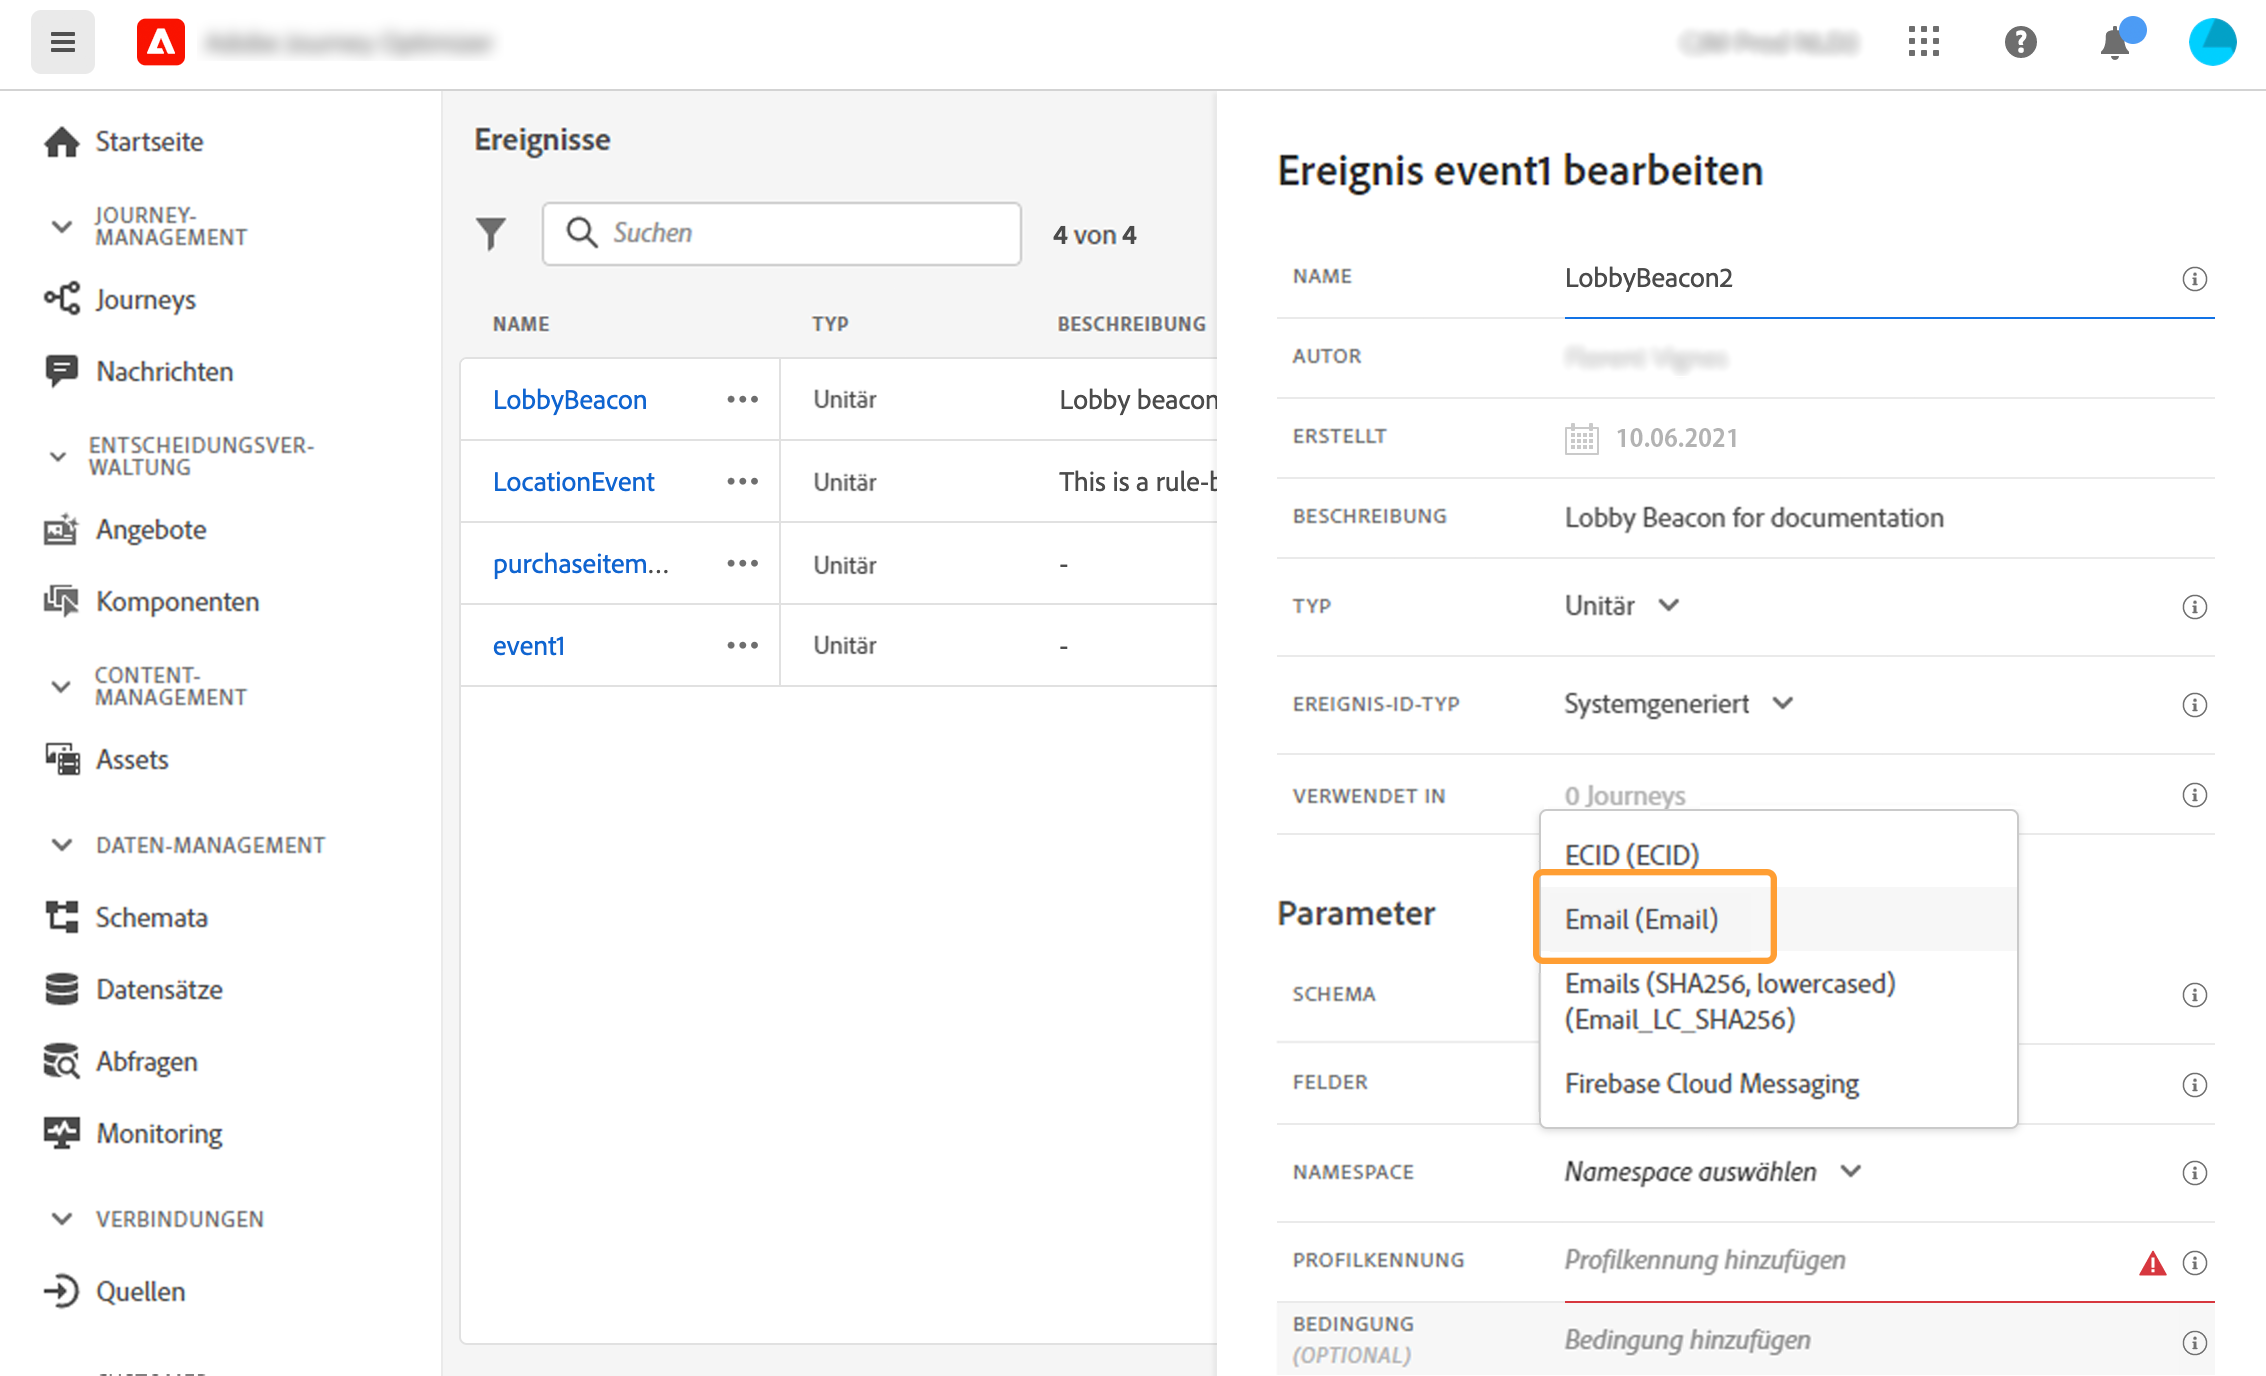 Startseite
JOURNEY-
MANAGEMENT
Journeys
Nachrichten
ENTSCHEIDUNGSVER-
WALTUNG
Angebote
Komponenten
CONTENT-
MANAGEMENT
Assets
DATEN-MANAGEMENT
Schemata
Datensätze
Abfragen
Monitoring
VERBINDUNGEN
Quellen
Ereignisse
Suchen
4 von 4
NAME TYP BESCHREIBUNG
LobbyBeacon ••• Unitär Lobby beacon
LocationEvent ••• Unitär This is a rule-b
purchaseitem... ••• Unitär -
event1 ••• Unitär -
Ereignis event1 bearbeiten
NAME LobbyBeacon2
AUTOR
ERSTELLT 10.06.2021
BESCHREIBUNG Lobby Beacon for documentation
TYP Unitär
EREIGNIS-ID-TYP Systemgeneriert
VERWENDET IN 0 Journeys
ECID (ECID)
Email (Email)
Emails (SHA256, lowercased)
(Email_LC_SHA256)
Firebase Cloud Messaging
Parameter
SCHEMA
FELDER
NAMESPACE Namespace auswählen
PROFILKENNUNG Profilkennung hinzufügen
BEDINGUNG
(OPTIONAL)
Bedingung hinzufügen